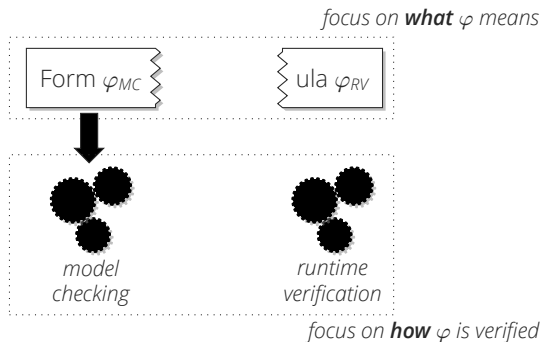 focus on what φ means
Form φMC
ula φRV
model
checking
runtime
verification
focus on how φ is verified